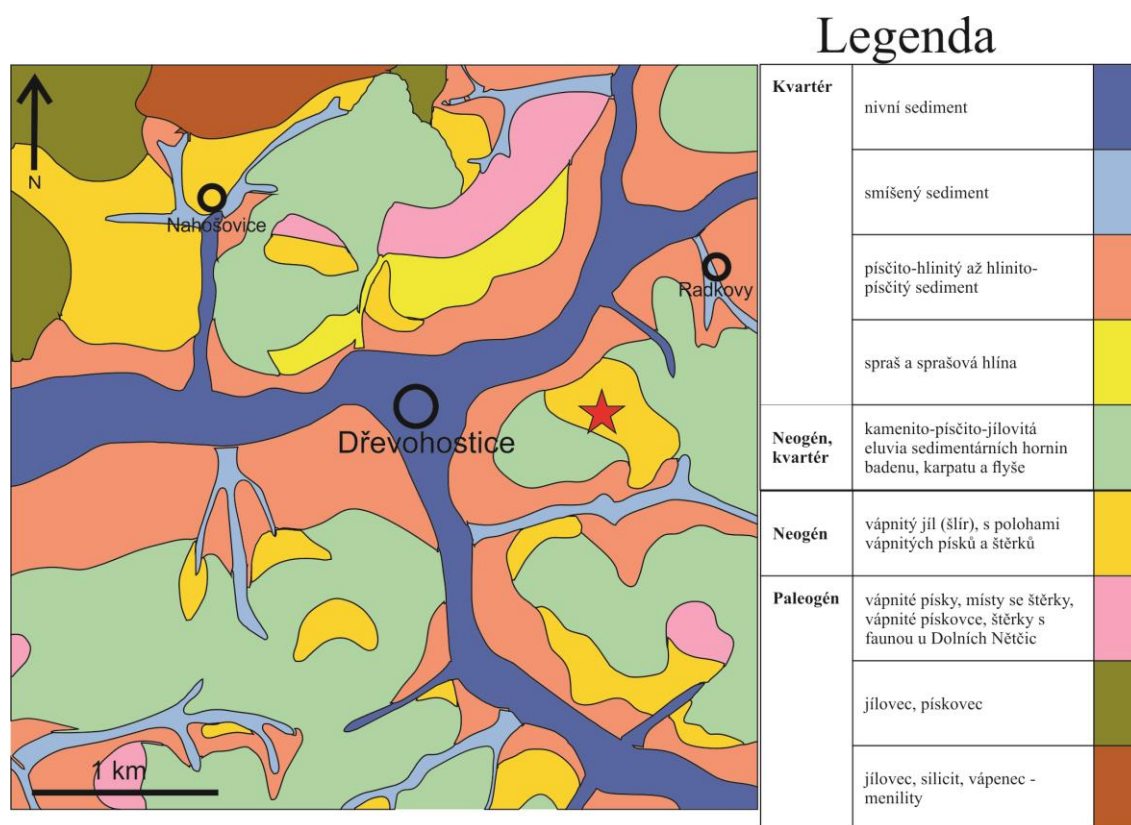 Legenda
N
Nahošovice
Radkovy
Dřevohostice
1 km
Kvartér
nivní sediment
smíšený sediment
písčito-hlinitý až hlinito-
písčitý sediment
spraš a sprašová hlína
Neogén,
kvartér
kamenito-písčito-jílovitá
eluvia sedimentárních hornin
badenu, karpatu a flyše
Neogén
vápnitý jíl (šlír), s polohami
vápnitých písků a štěrků
Paleogén
vápnité písky, místy se štěrky,
vápnité pískovce, štěrky s
faunou u Dolních Nětčic
jílovec, pískovec
jílovec, silicit, vápenec -
menility